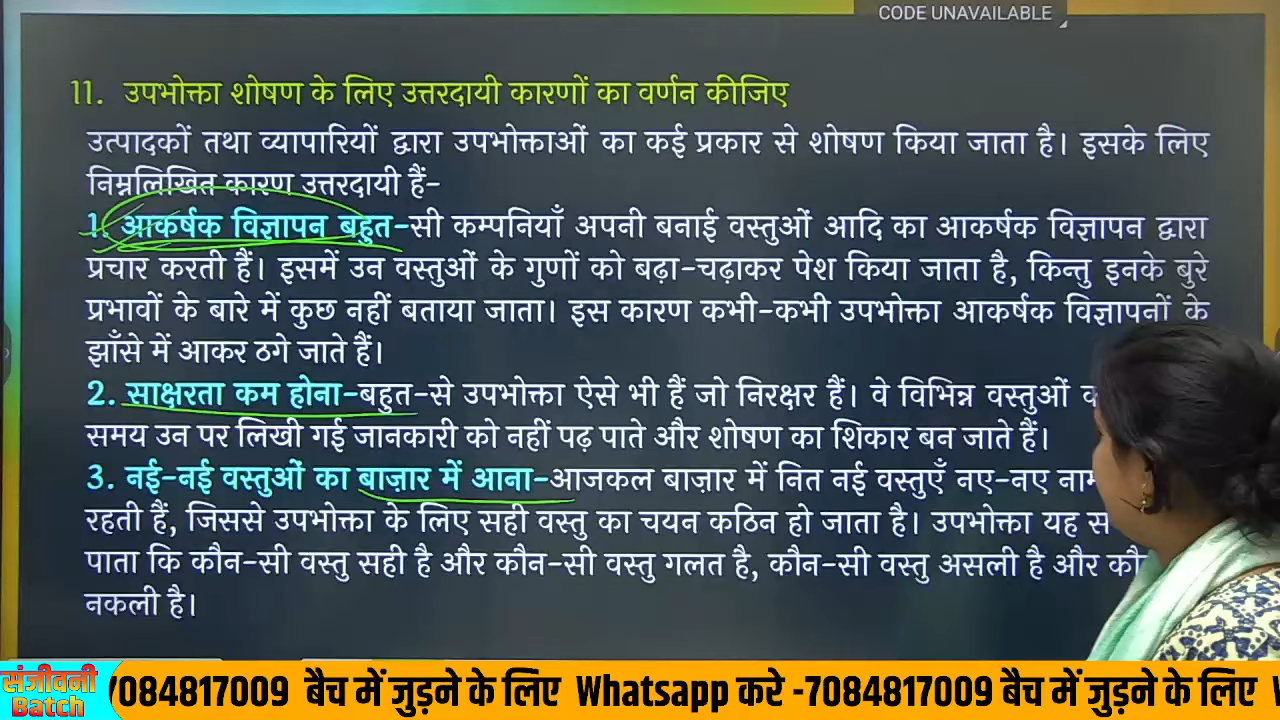 CODE UNAVAILABLE
11. उपभोक्ता शोषण के लिए उत्तरदायी कारणों का वर्णन कीजिए
उत्पादकों तथा व्यापारियों द्वारा उपभोक्ताओं का कई प्रकार से शोषण किया जाता है। इसके लिए
निम्नलिखित कारण उत्तरदायी हैं-
1. आकर्षक विज्ञापन बहुत-सी कम्पनियाँ अपनी बनाई वस्तुओं आदि का आकर्षक विज्ञापन द्वारा
प्रचार करती हैं। इसमें उन वस्तुओं के गुणों को बढ़ा-चढ़ाकर पेश किया जाता है, किन्तु इनके बुरे
प्रभावों के बारे में कुछ नहीं बताया जाता। इस कारण कभी-कभी उपभोक्ता आकर्षक विज्ञापनों के
झाँसे में आकर ठगे जाते हैं।
2. साक्षरता कम होना-बहुत-से उपभोक्ता ऐसे भी हैं जो निरक्षर हैं। वे विभिन्न वस्तुओं
समय उन पर लिखी गई जानकारी को नहीं पढ़ पाते और शोषण का शिकार बन जाते हैं।
3. नई-नई वस्तुओं का बाज़ार में आना-आजकल बाज़ार में नित नई वस्तुएँ नए-नए
रहती हैं, जिससे उपभोक्ता के लिए सही वस्तु का चयन कठिन हो जाता है। उपभोक्ता यह
पाता कि कौन-सी वस्तु सही है और कौन-सी वस्तु गलत है, कौन-सी वस्तु असली है और
नकली है।
संजीवनी
Batch
7084817009 बैच में जुड़ने के लिए Whatsapp करे -7084817009 बैच में जुड़ने के लिए